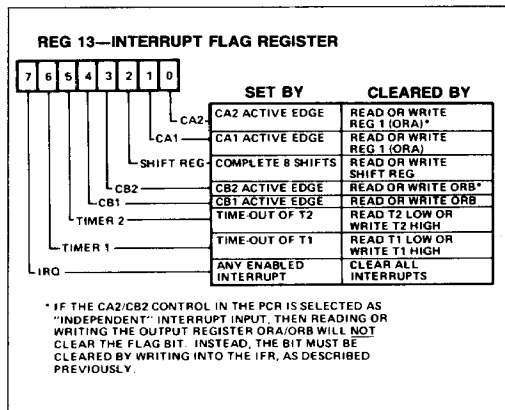 REG 13—INTERRUPT FLAG REGISTER
7 6 5 4 3 2 1 0
SET BY CLEARED BY
CA2 CA2 ACTIVE EDGE READ OR WRITE
REG 1 (ORA)*
CA1 CA1 ACTIVE EDGE READ OR WRITE
REG 1 (ORA)
SHIFT REG COMPLETE 8 SHIFTS READ OR WRITE
SHIFT REG
CB2 CB2 ACTIVE EDGE READ OR WRITE ORB*
CB1 CB1 ACTIVE EDGE READ OR WRITE ORB
TIMER 2 TIME-OUT OF T2 READ T2 LOW OR
WRITE T2 HIGH
TIMER 1 TIME-OUT OF T1 READ T1 LOW OR
WRITE T1 HIGH
IRQ ANY ENABLED CLEAR ALL
INTERRUPT INTERRUPTS
* IF THE CA2/CB2 CONTROL IN THE PCR IS SELECTED AS
"INDEPENDENT" INTERRUPT INPUT, THEN READING OR
WRITING THE OUTPUT REGISTER ORA/ORB WILL NOT
CLEAR THE FLAG BIT. INSTEAD, THE BIT MUST BE
CLEARED BY WRITING INTO THE IFR, AS DESCRIBED
PREVIOUSLY.